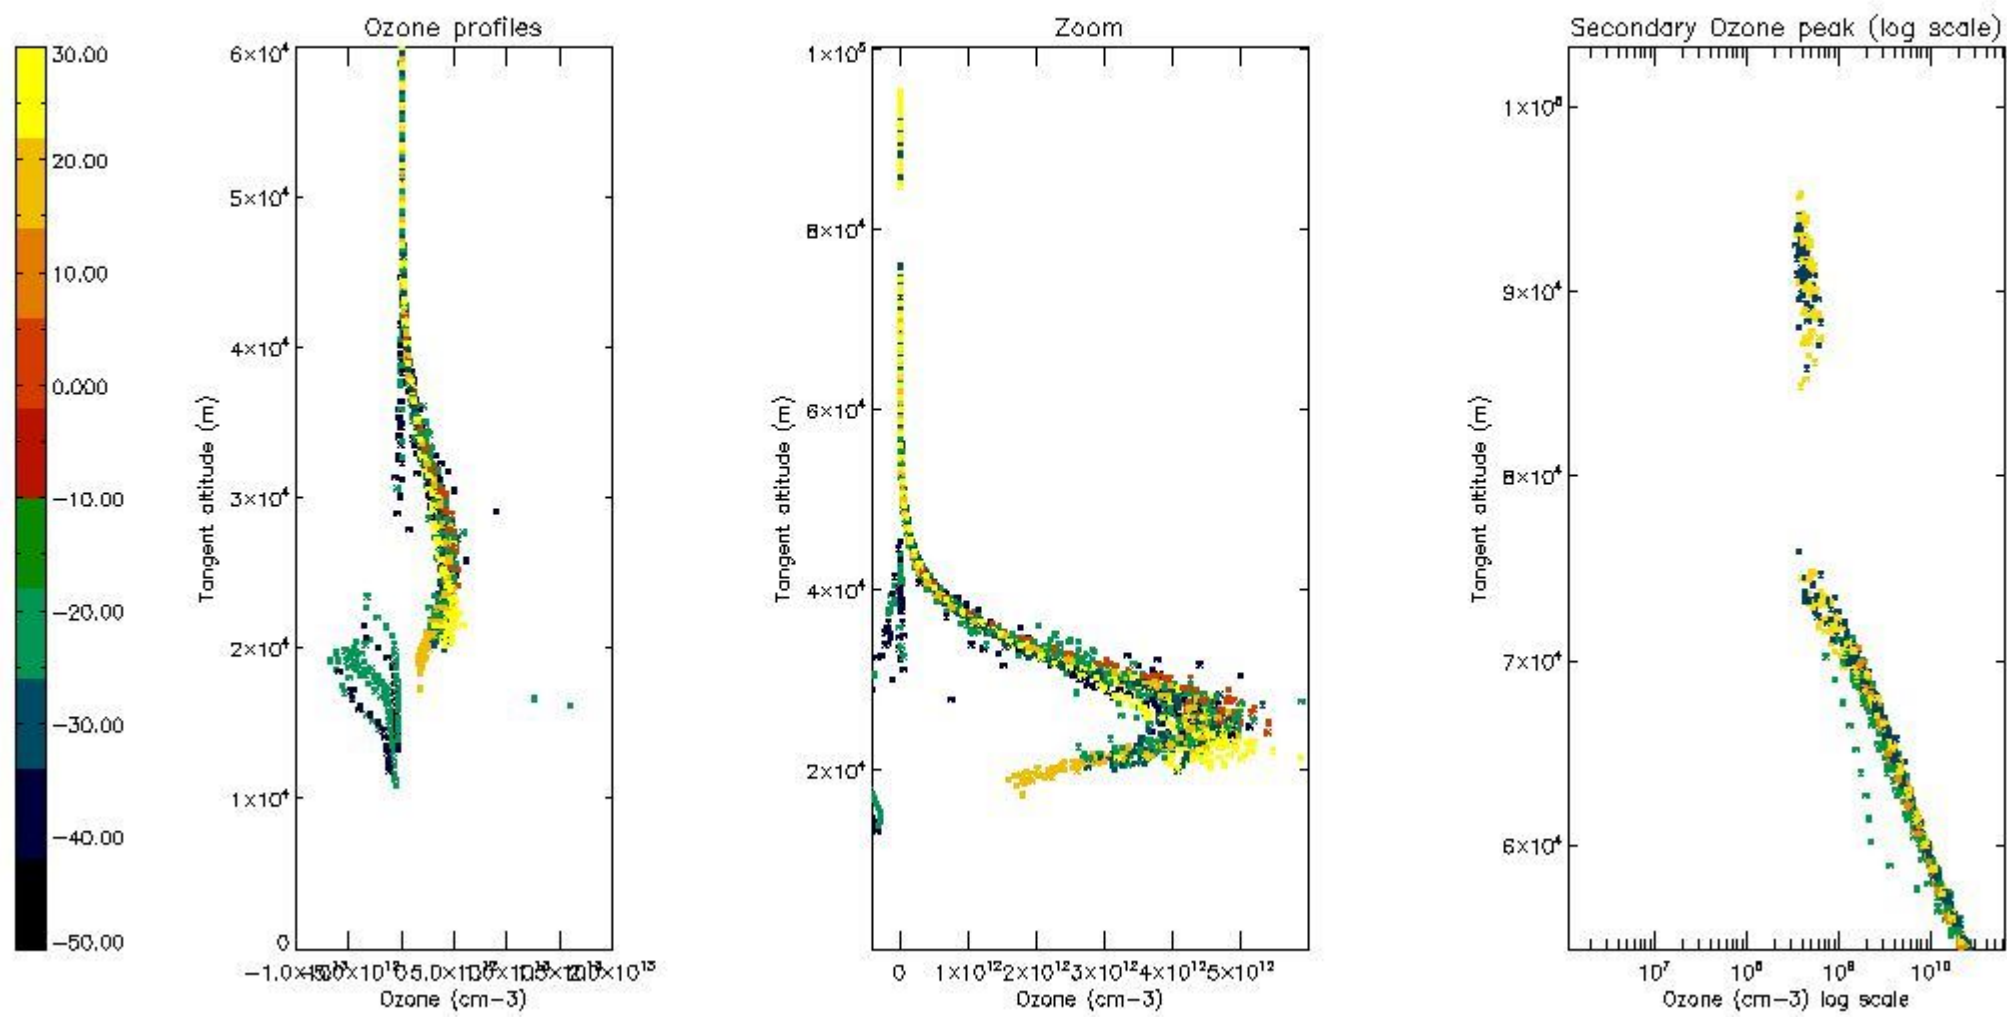 Ozone profiles
Zoom
Secondary Ozone peak (log scale)
30.00
20.00
10.00
0.000
−10.00
−20.00
−30.00
−40.00
−50.00
6×10⁴
5×10⁴
4×10⁴
3×10⁴
2×10⁴
1×10⁴
0
Tangent altitude (m)
Ozone (cm−3)
1×10⁵
8×10⁴
6×10⁴
4×10⁴
2×10⁴
Tangent altitude (m)
0 1×10¹² 2×10¹² 3×10¹² 4×10¹² 5×10¹²
Ozone (cm−3)
9×10⁴
8×10⁴
7×10⁴
6×10⁴
Tangent altitude (m)
10⁷ 10⁸ 10⁹ 10¹⁰
Ozone (cm−3) log scale